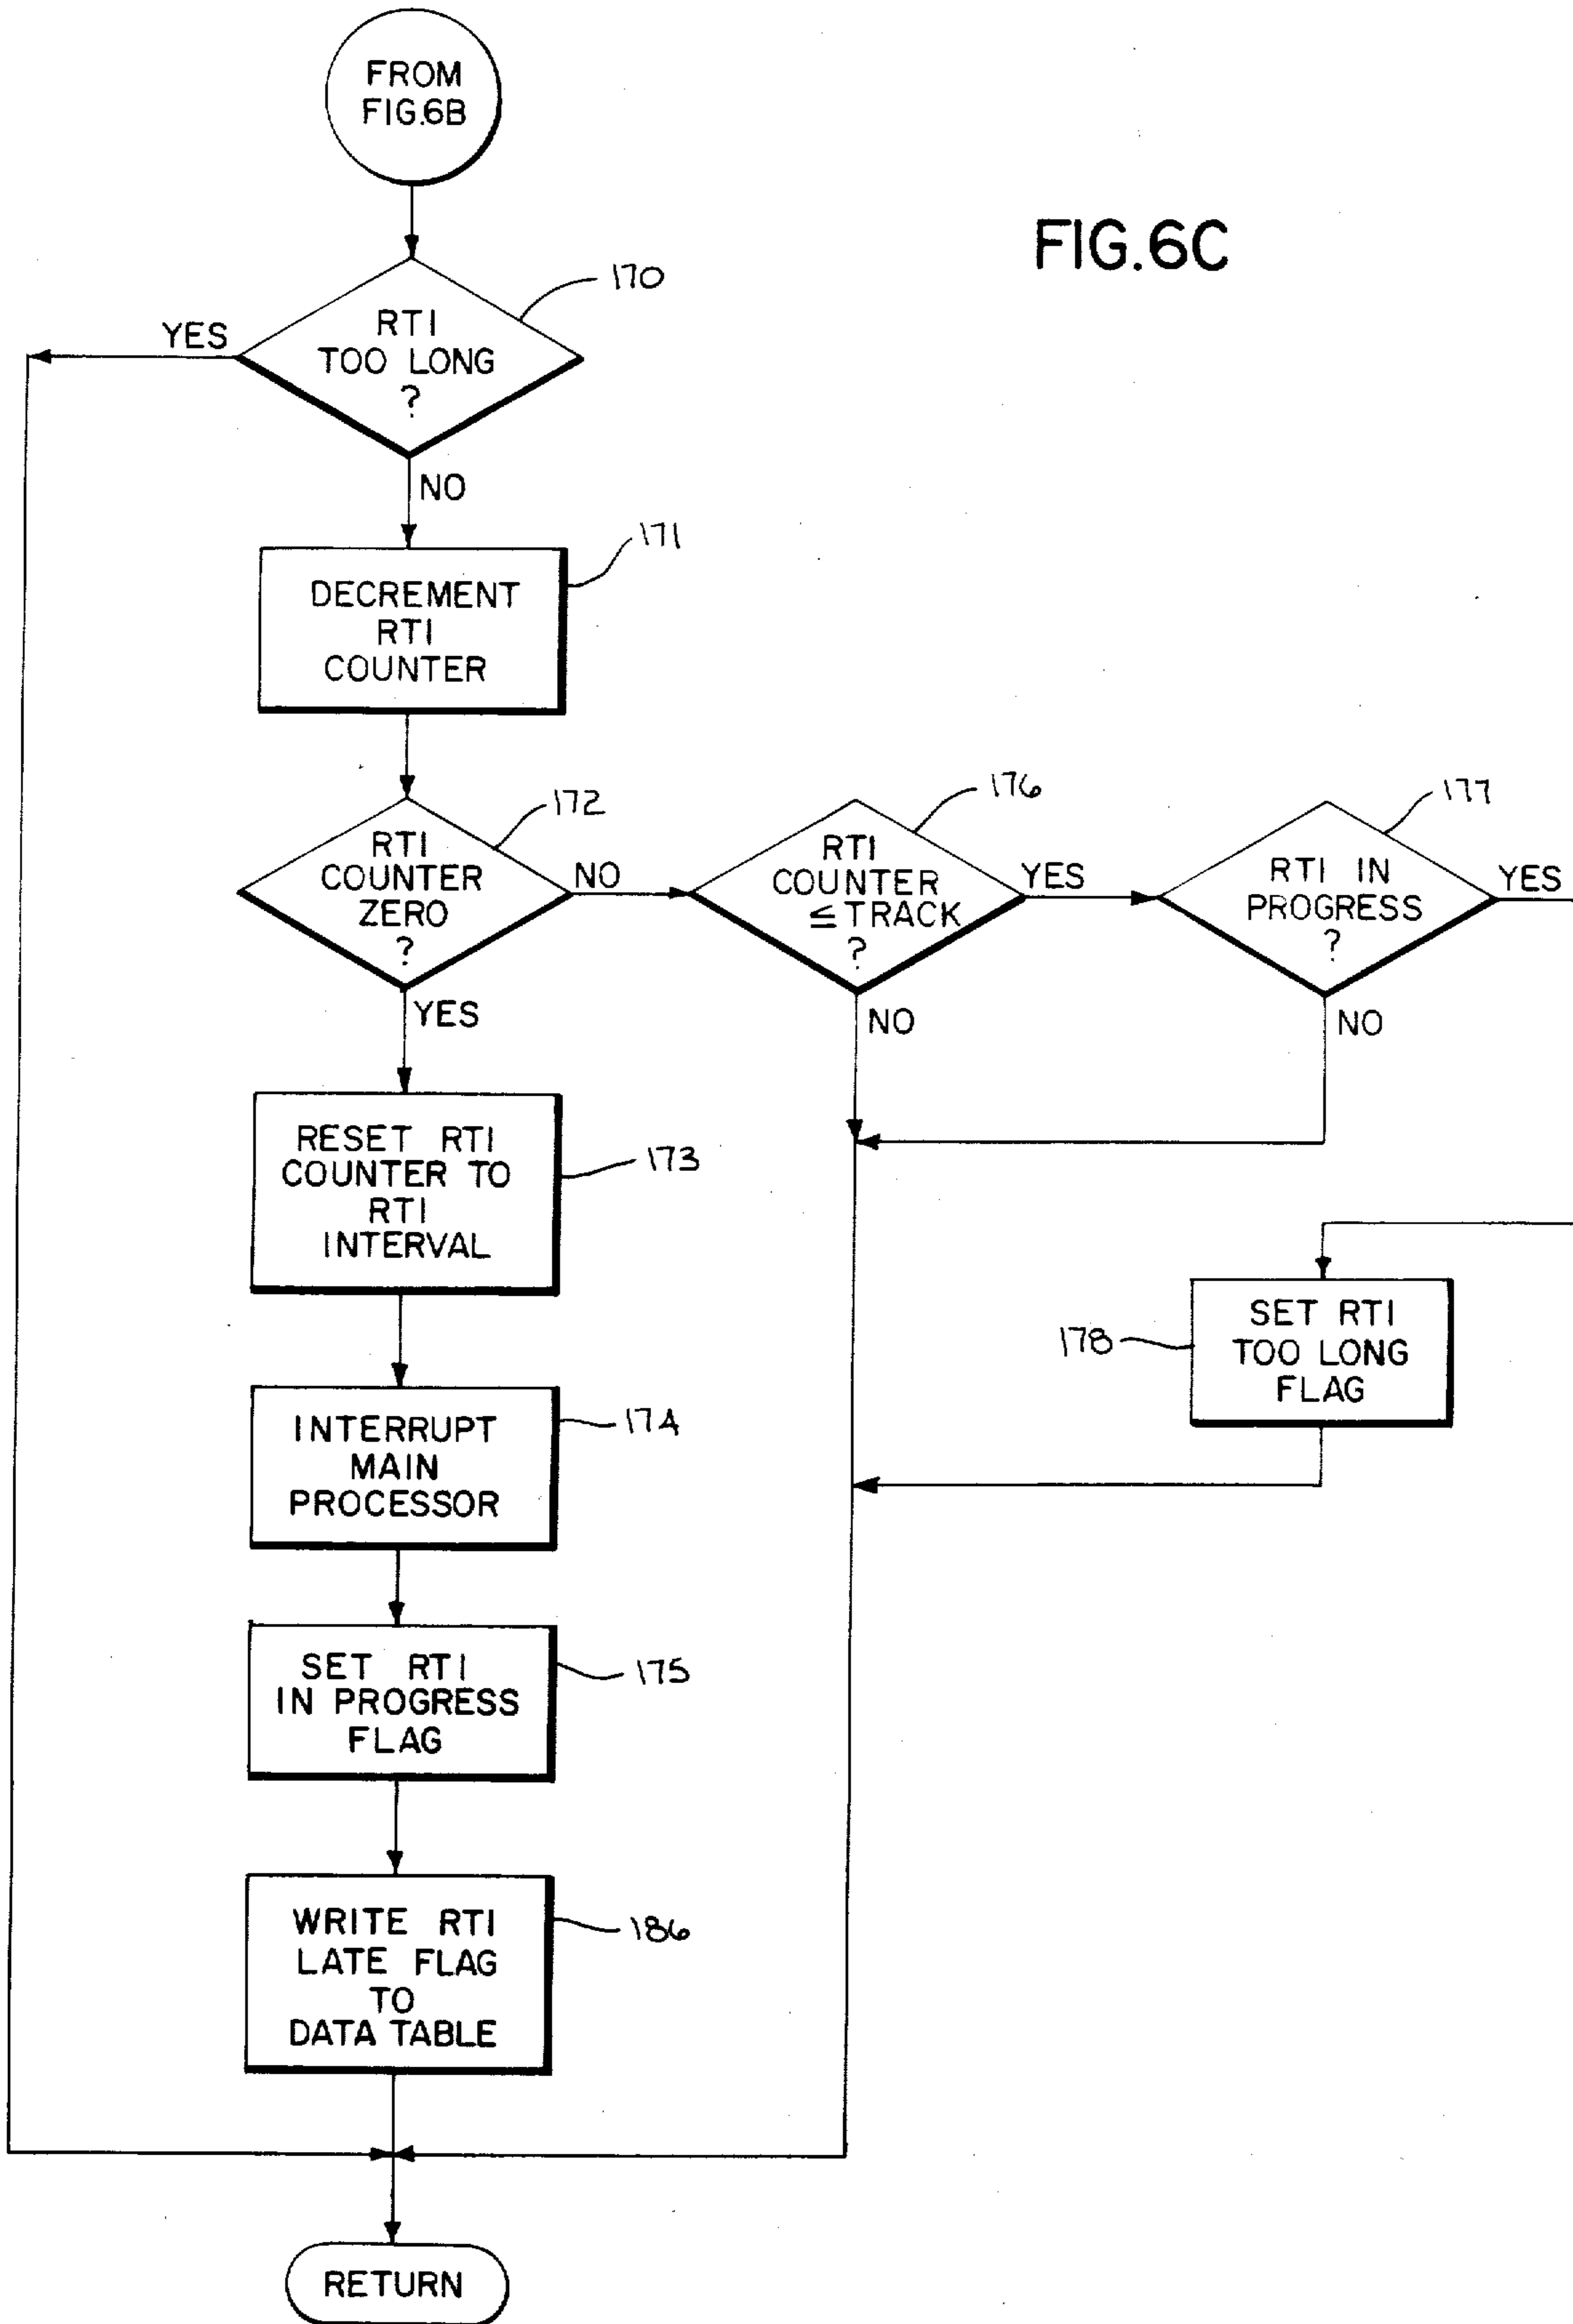 FROM
FIG.6B
FIG.6C
170
RTI
TOO LONG
?
YES
NO
171
DECREMENT
RTI
COUNTER
172
RTI
COUNTER
ZERO
?
NO
YES
176
RTI
COUNTER
≤ TRACK
?
YES
NO
177
RTI IN
PROGRESS
?
YES
NO
RESET RTI
COUNTER TO
RTI
INTERVAL
173
178
SET RTI
TOO LONG
FLAG
INTERRUPT
MAIN
PROCESSOR
174
SET RTI
IN PROGRESS
FLAG
175
WRITE RTI
LATE FLAG
TO
DATA TABLE
186
RETURN